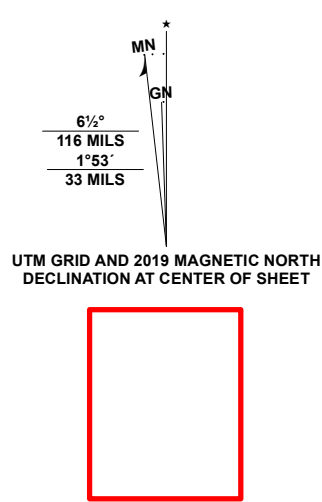 MN
GN
6½°
116 MILS
1°53´
33 MILS
UTM GRID AND 2019 MAGNETIC NORTH
DECLINATION AT CENTER OF SHEET